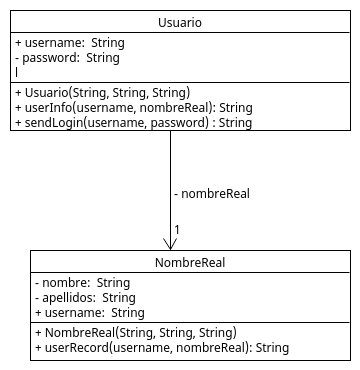 Usuario
+ username:  String
- password:  String
l
+ Usuario(String, String, String)
+ userInfo(username, nombreReal): String
+ sendLogin(username, password) : String
- nombreReal
1
NombreReal
- nombre:  String
- apellidos:  String
+ username:  String
+ NombreReal(String, String, String)
+ userRecord(username, nombreReal): String